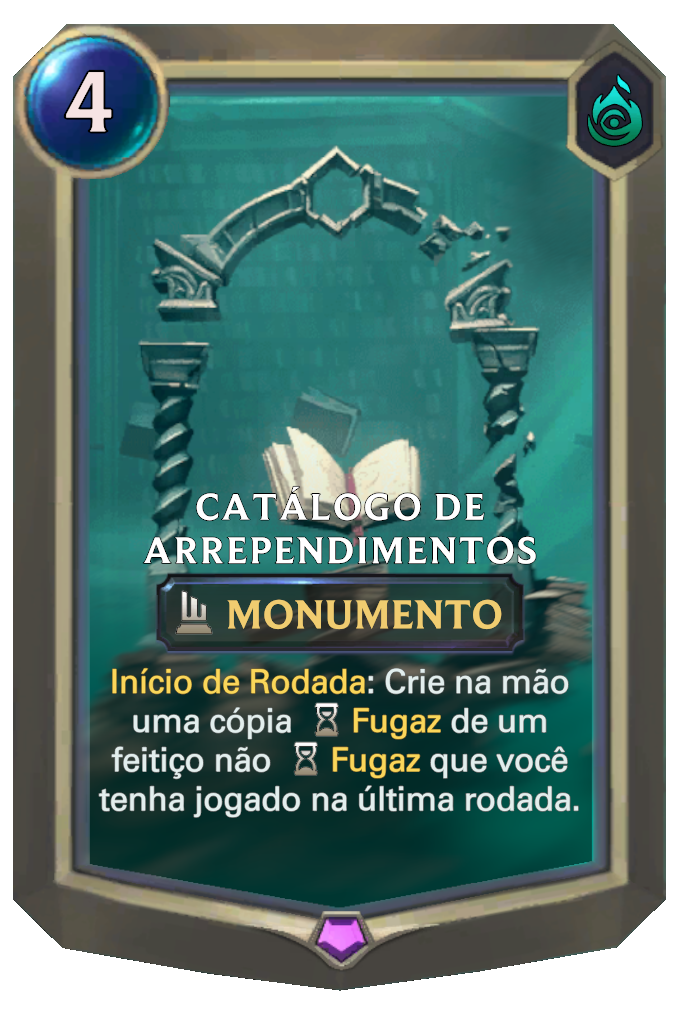 4
CATÁLOGO DE
ARREPENDIMENTOS
MONUMENTO
Início de Rodada: Crie na mão
uma cópia Fugaz de um
feitiço não Fugaz que você
tenha jogado na última rodada.